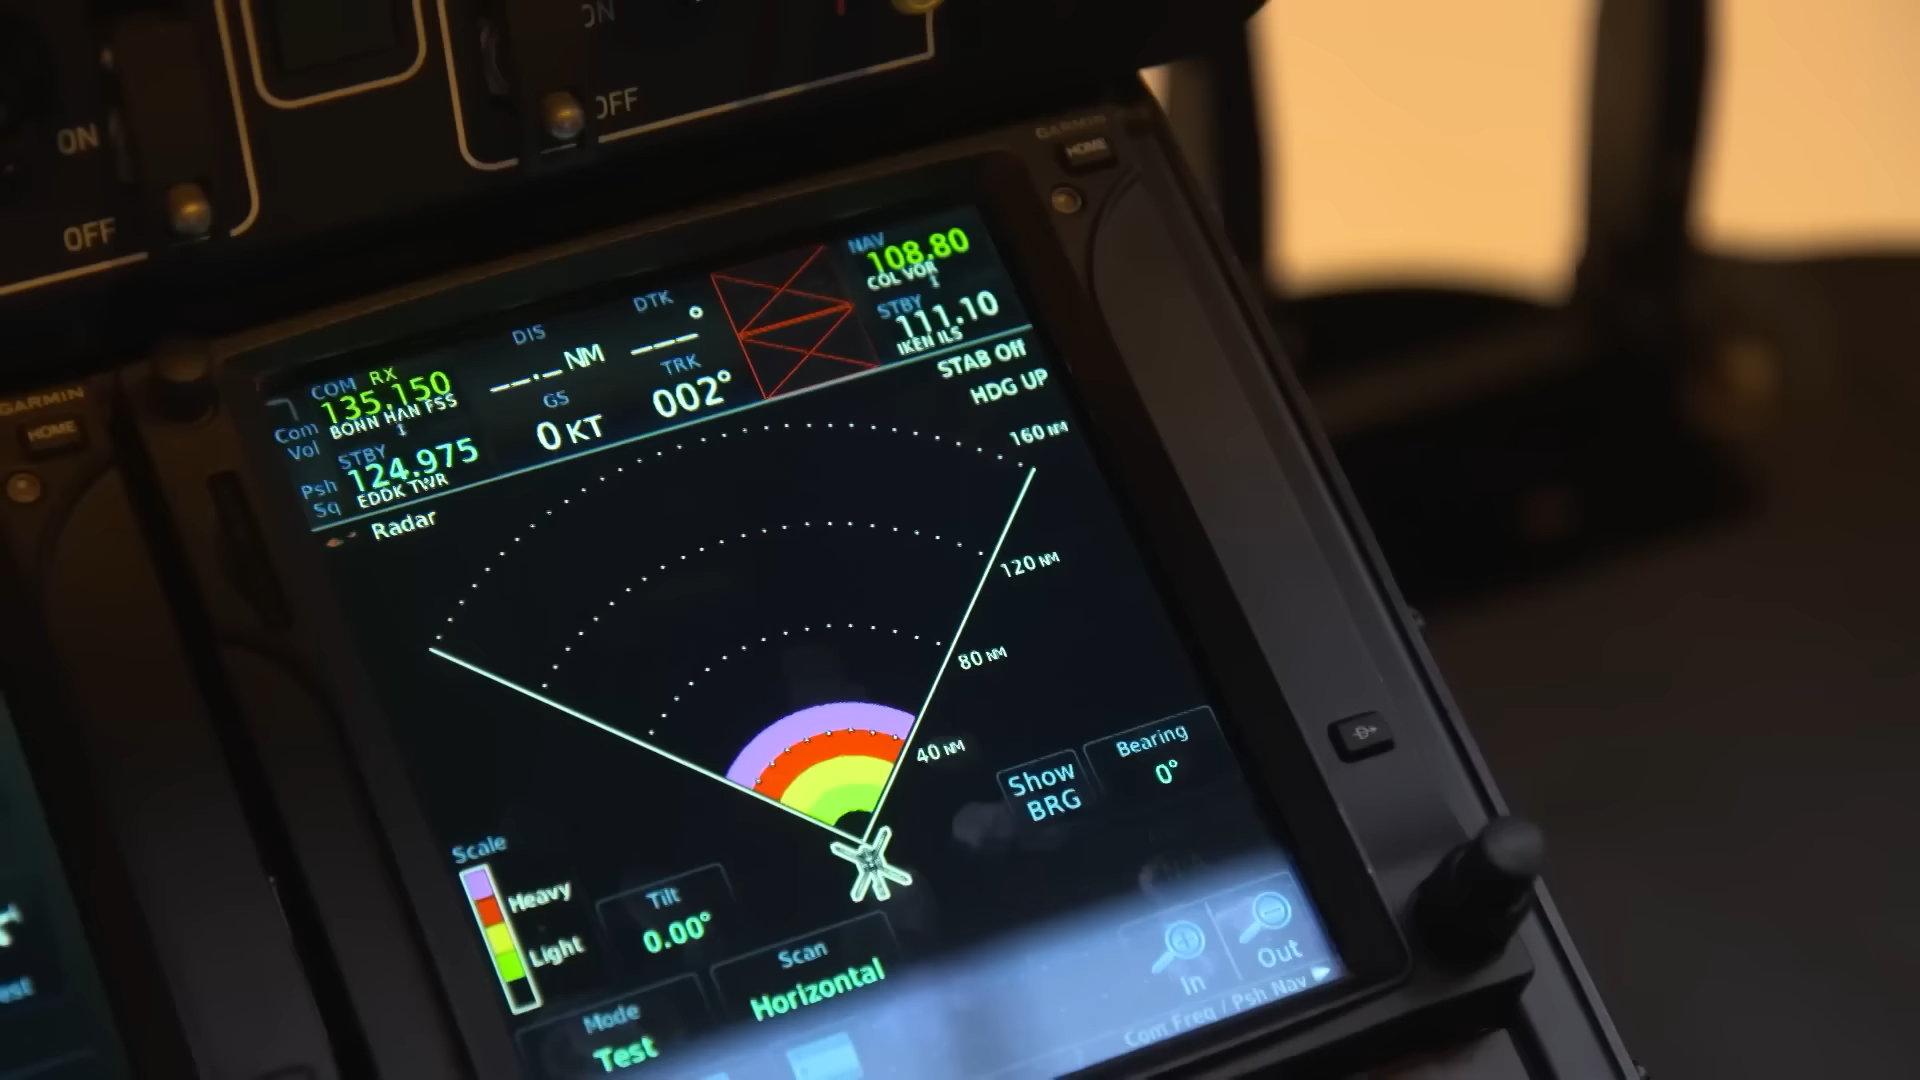 ON
OFF
ON
OFF
GARMIN
HOME
GARMIN
HOME
COM RX
135.150
BONN HAN FSS
Com
Vol
STBY
124.975
EDDK TWR
Psh
Sq
DIS
__._ NM
GS
0 KT
DTK
___°
TRK
002°
NAV
108.80
COL VOR
STBY
111.10
IKEN ILS
STAB Off
HDG UP
Radar
160 NM
120 NM
80 NM
40 NM
Show
BRG
Bearing
0°
Scale
Heavy
Light
Tilt
0.00°
Scan
Horizontal
Mode
Test
In
Out
Com Freq / Psh Nav
D